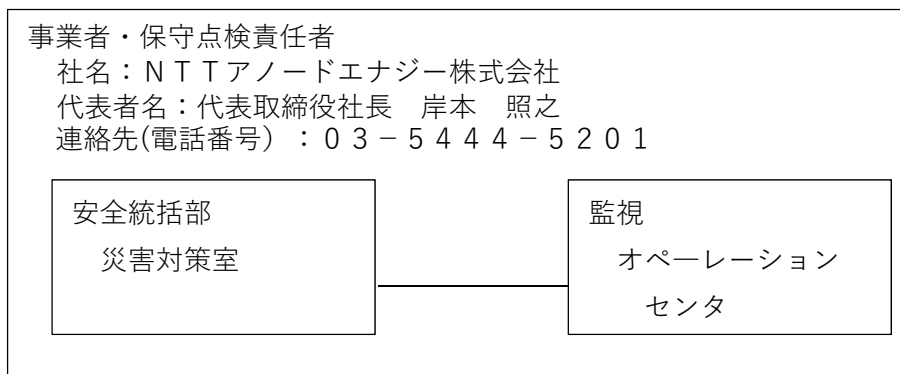 事業者・保守点検責任者
社名：ＮＴＴアノードエナジー株式会社
代表者名：代表取締役社長　岸本　照之
連絡先(電話番号）：０３－５４４４－５２０１
安全統括部
災害対策室
監視
オペ―レーション
センタ